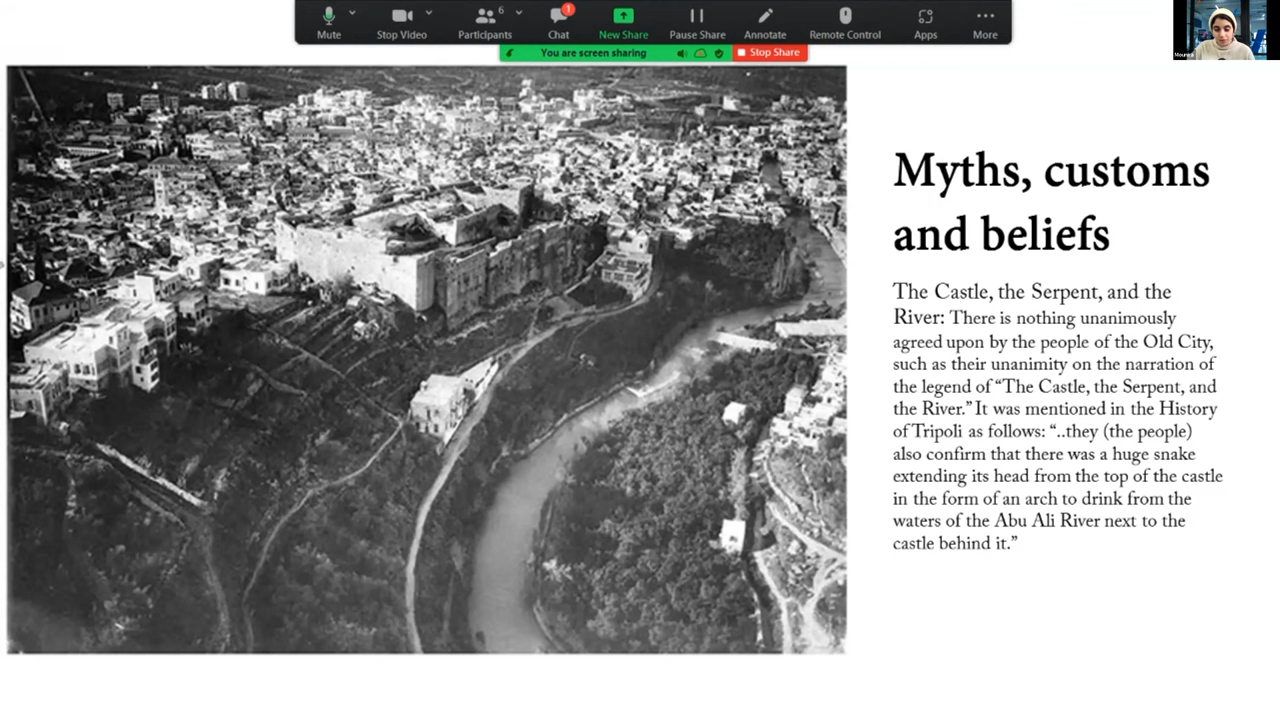 6
1
Mute
Stop Video
Participants
Chat
New Share
Pause Share
Annotate
Remote Control
Apps
More
You are screen sharing
Stop Share
Myths, customs
and beliefs
The Castle, the Serpent, and the
River: There is nothing unanimously
agreed upon by the people of the Old City,
such as their unanimity on the narration of
the legend of “The Castle, the Serpent, and
the River.” It was mentioned in the History
of Tripoli as follows: “..they (the people)
also confirm that there was a huge snake
extending its head from the top of the castle
in the form of an arch to drink from the
waters of the Abu Ali River next to the
castle behind it.”